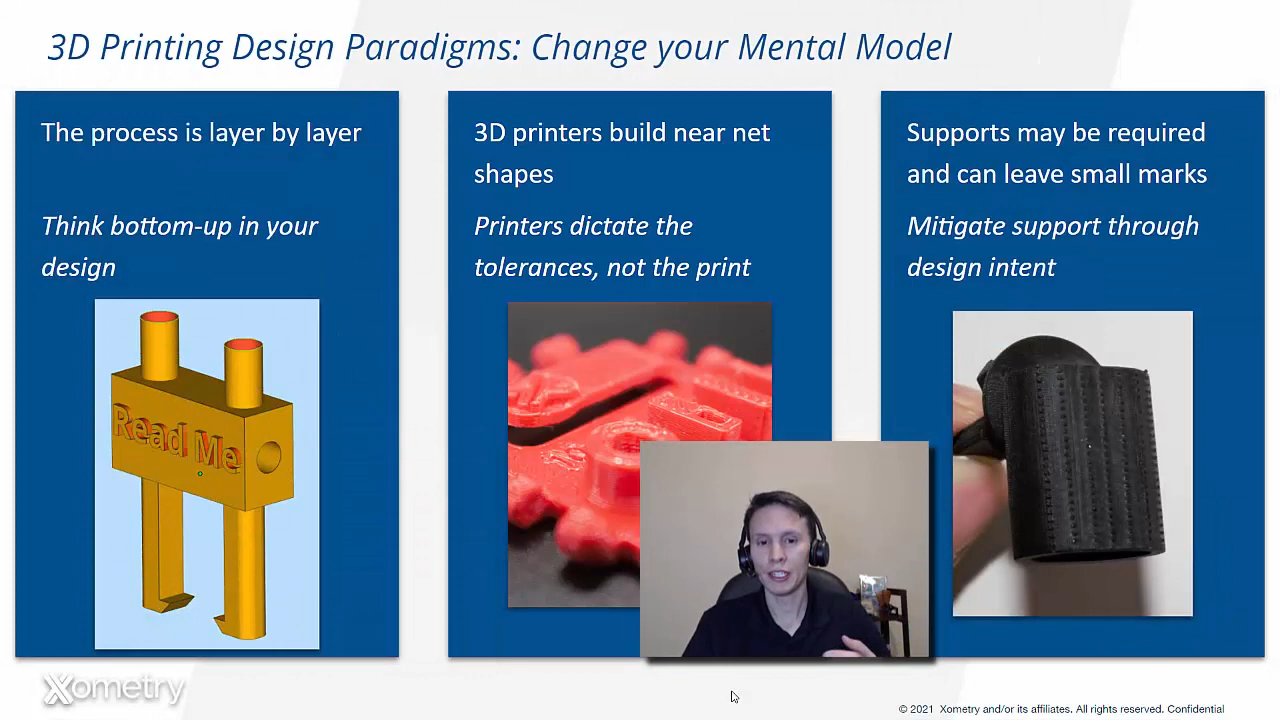 3D Printing Design Paradigms: Change your Mental Model
The process is layer by layer
Think bottom-up in your
design
Read Me
3D printers build near net
shapes
Printers dictate the
tolerances, not the print
Supports may be required
and can leave small marks
Mitigate support through
design intent
Xometry
© 2021 Xometry and/or its affiliates. All rights reserved. Confidential